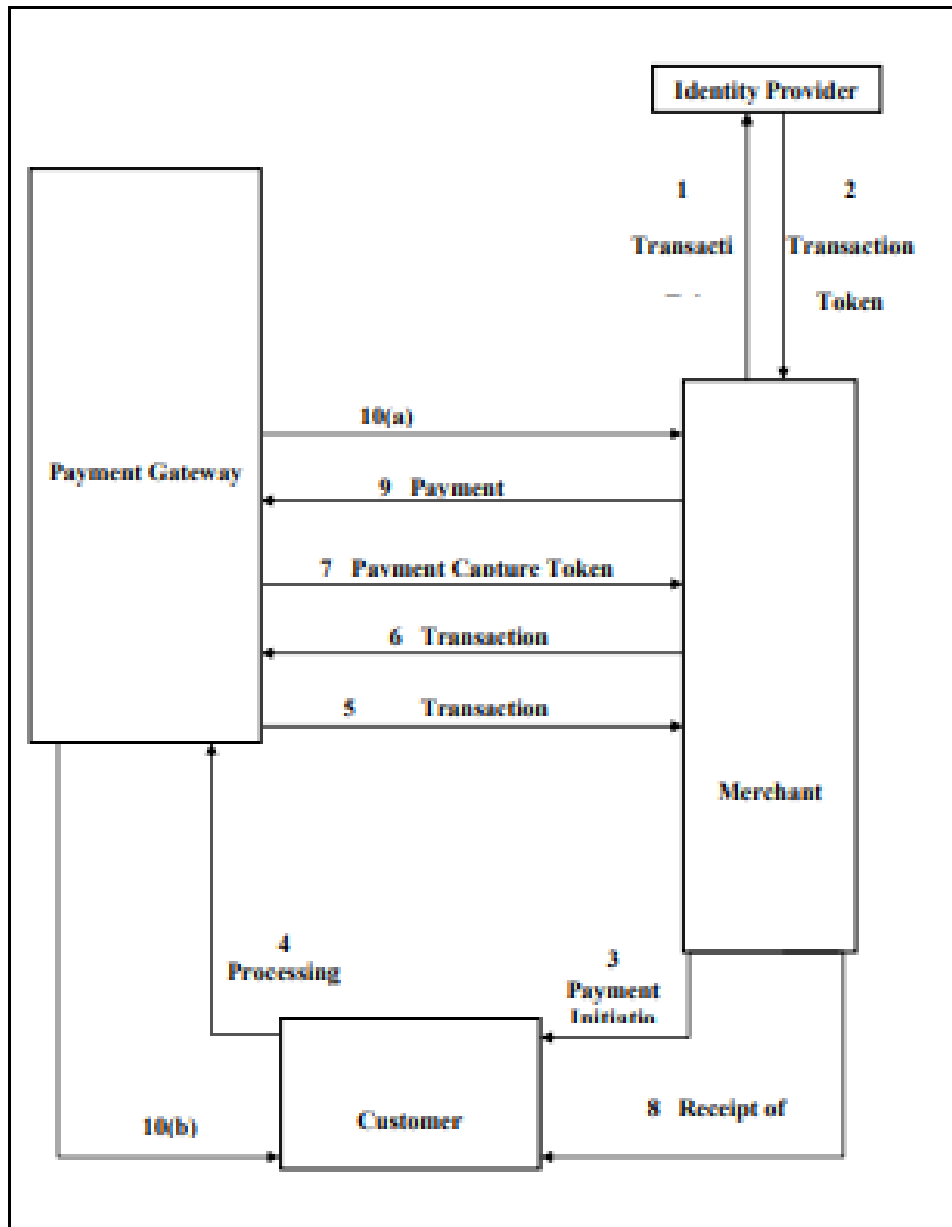 Identity Provider
1
Transacti
2
Transaction
Token
10(a)
Payment Gateway
9 Payment
7 Payment Capture Token
6 Transaction
5 Transaction
Merchant
4
Processing
3
Payment
Initiatio
Customer
8 Receipt of
10(b)